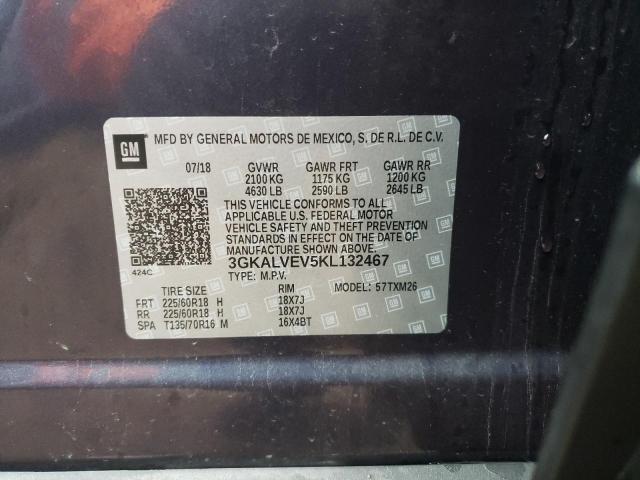 GM MFD BY GENERAL MOTORS DE MEXICO, S. DE R.L. DE C.V.
07/18 GVWR GAWR FRT GAWR RR
2100 KG 1175 KG 1200 KG
4630 LB 2590 LB 2645 LB
THIS VEHICLE CONFORMS TO ALL
APPLICABLE U.S. FEDERAL MOTOR
VEHICLE SAFETY AND THEFT PREVENTION
STANDARDS IN EFFECT ON THE DATE OF
MANUFACTURE SHOWN ABOVE.
424C 3GKALVEV5KL132467
TYPE: M.P.V. MODEL: 57TXM26
TIRE SIZE RIM
FRT 225/60R18 H 18X7J
RR 225/60R18 H 18X7J
SPA T135/70R16 M 16X4BT